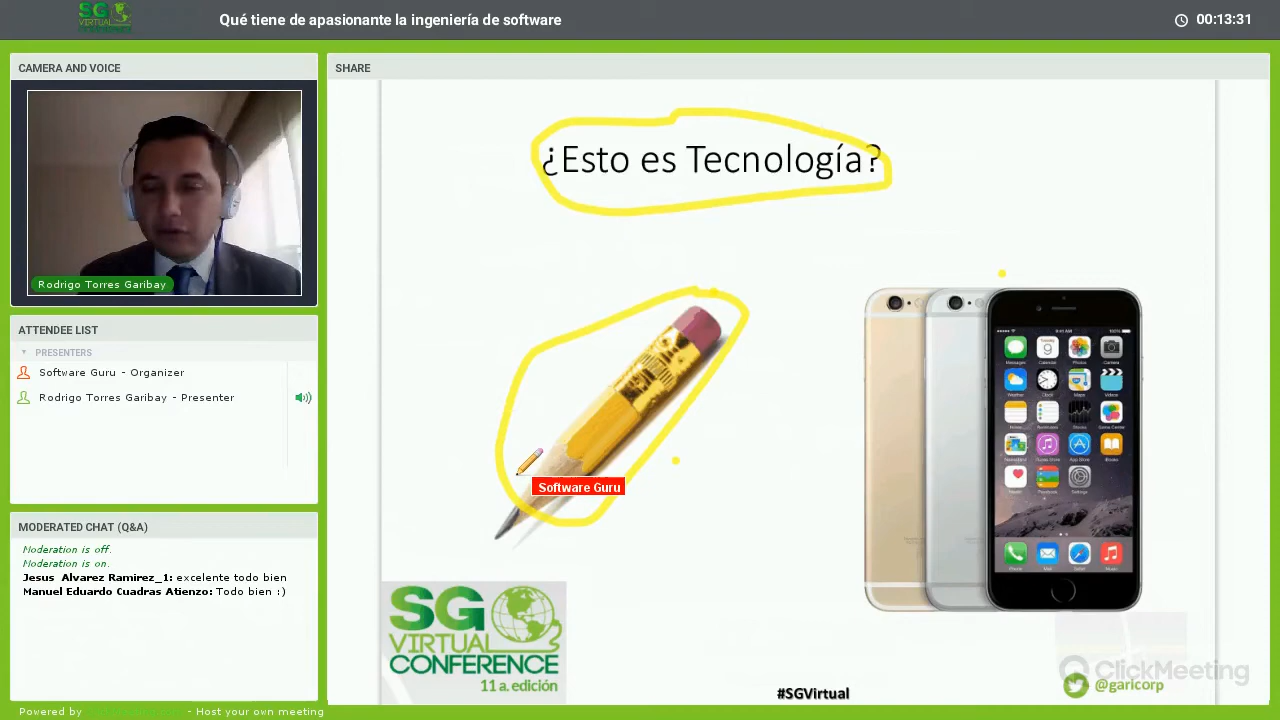 SG
VIRTUAL
Qué tiene de apasionante la ingeniería de software
00:13:31
CAMERA AND VOICE
Rodrigo Torres Garibay
ATTENDEE LIST
PRESENTERS
Software Guru - Organizer
Rodrigo Torres Garibay - Presenter
MODERATED CHAT (Q&A)
Moderation is off.
Moderation is on.
Jesus Alvarez Ramirez_1: excelente todo bien
Manuel Eduardo Cuadras Atienzo: Todo bien :)
Powered by
- Host your own meeting
SHARE
¿Esto es Tecnología?
Software Guru
SG
VIRTUAL
CONFERENCE
11 a. edición
#SGVirtual
ClickMeeting
@garicorp